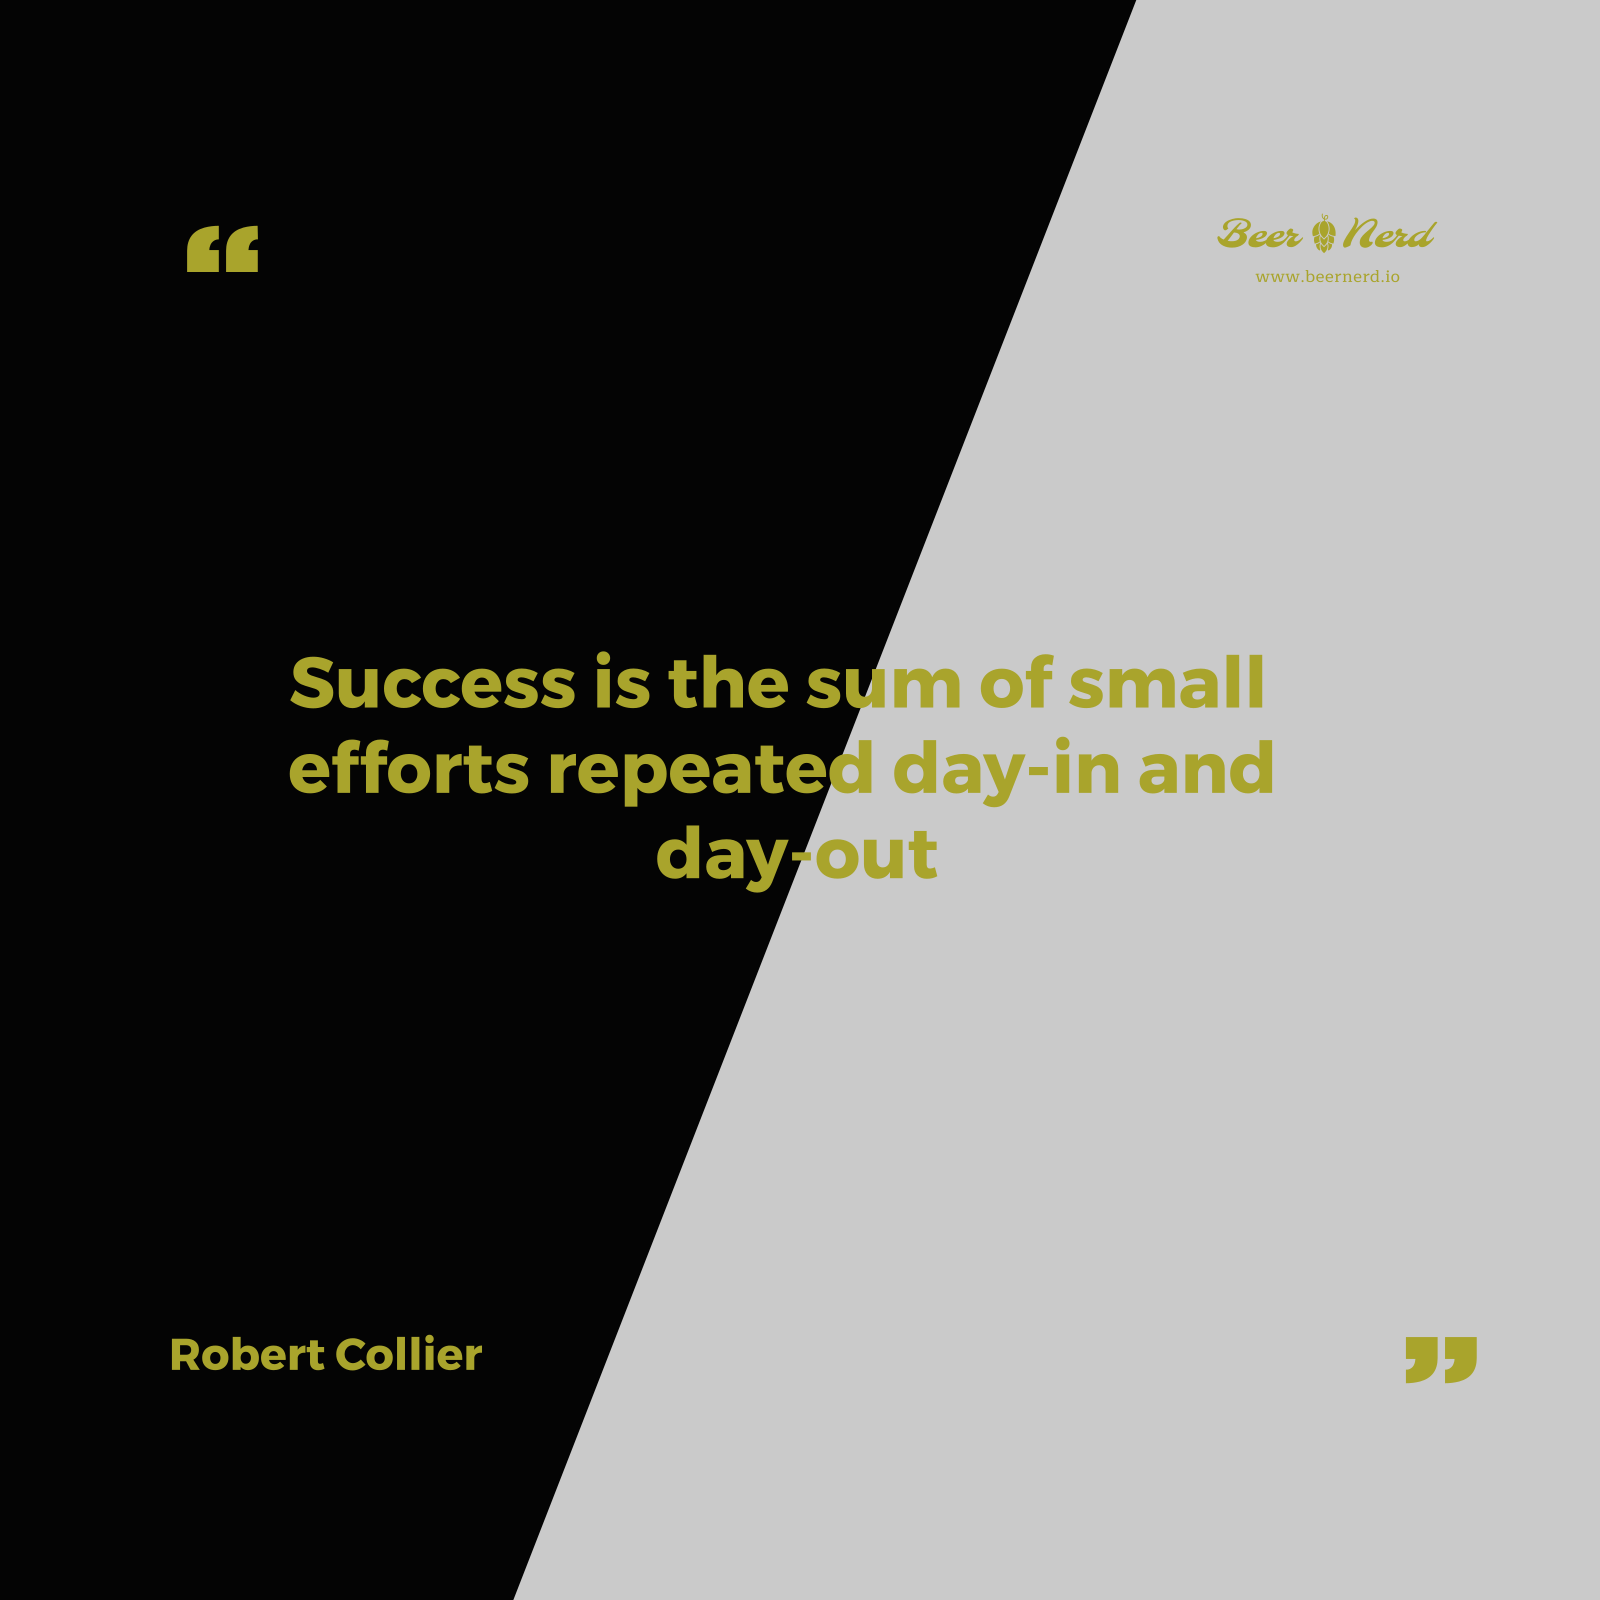 “
Beer Nerd
www.beernerd.io
Success is the sum of small
efforts repeated day-in and
day-out
Robert Collier
”